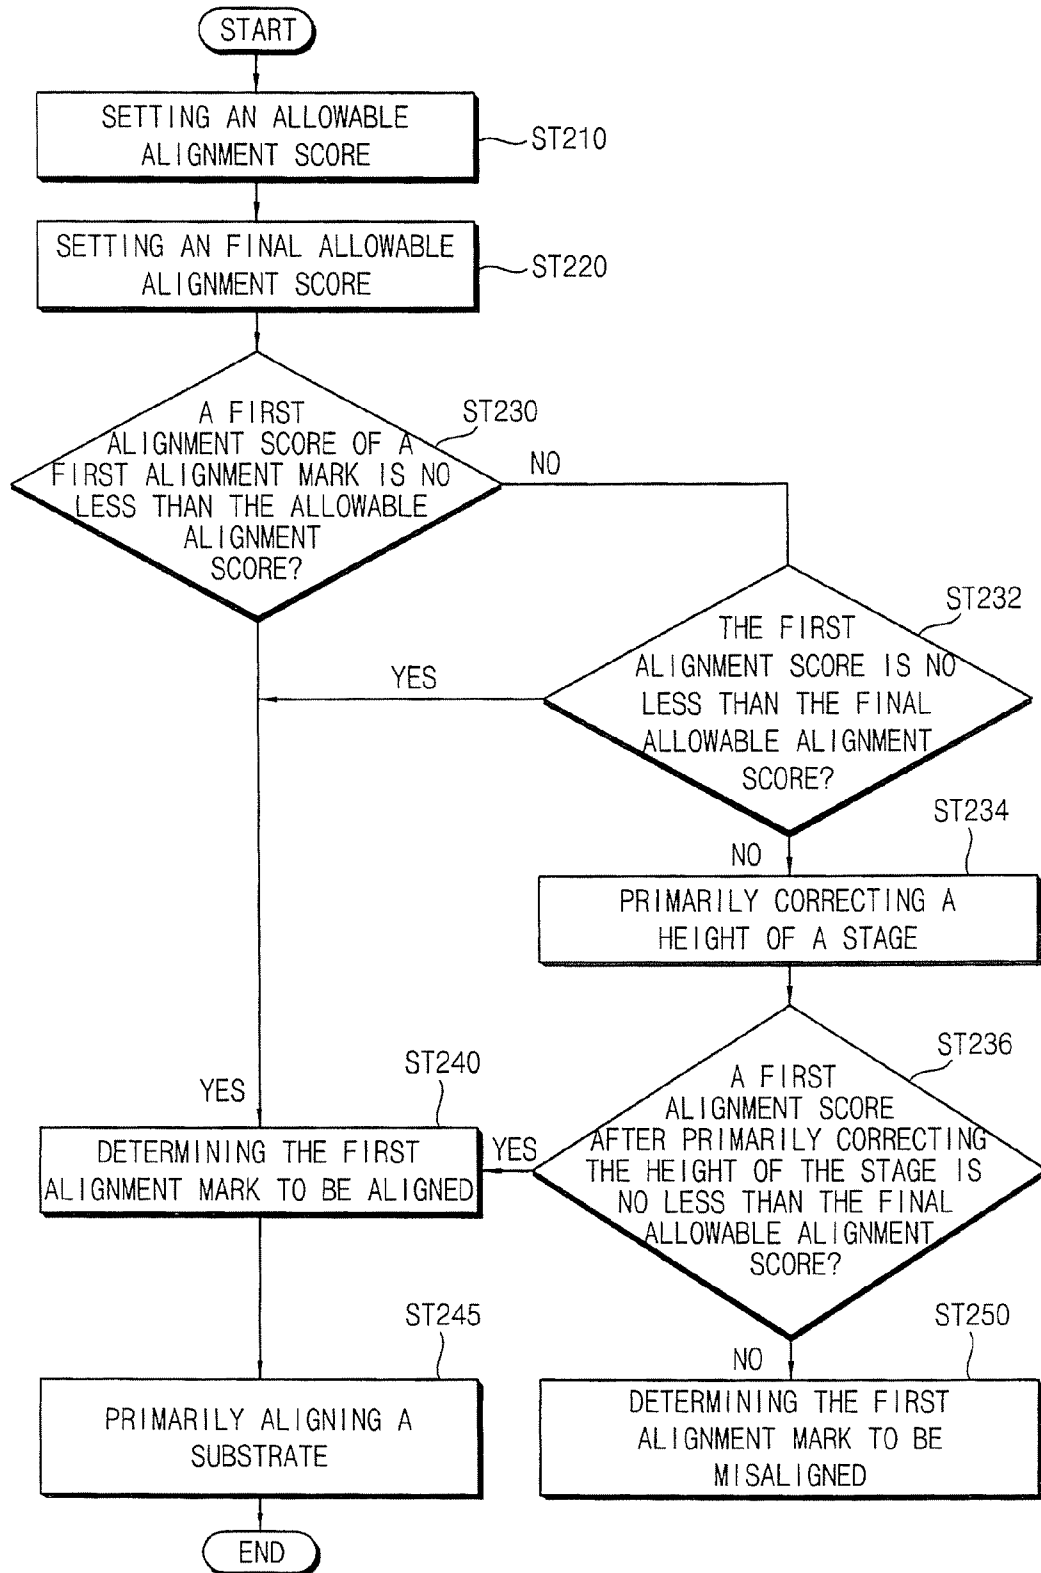 START
SETTING AN ALLOWABLE
ALIGNMENT SCORE
ST210
SETTING AN FINAL ALLOWABLE
ALIGNMENT SCORE
ST220
A FIRST
ALIGNMENT SCORE OF A
FIRST ALIGNMENT MARK IS NO
LESS THAN THE ALLOWABLE
ALIGNMENT
SCORE?
ST230
NO
THE FIRST
ALIGNMENT SCORE IS NO
LESS THAN THE FINAL
ALLOWABLE ALIGNMENT
SCORE?
ST232
YES
NO
ST234
PRIMARILY CORRECTING A
HEIGHT OF A STAGE
A FIRST
ALIGNMENT SCORE
AFTER PRIMARILY CORRECTING
THE HEIGHT OF THE STAGE IS
NO LESS THAN THE FINAL
ALLOWABLE ALIGNMENT
SCORE?
ST236
YES
YES
ST240
DETERMINING THE FIRST
ALIGNMENT MARK TO BE ALIGNED
NO
ST250
DETERMINING THE FIRST
ALIGNMENT MARK TO BE
MISALIGNED
ST245
PRIMARILY ALIGNING A
SUBSTRATE
END